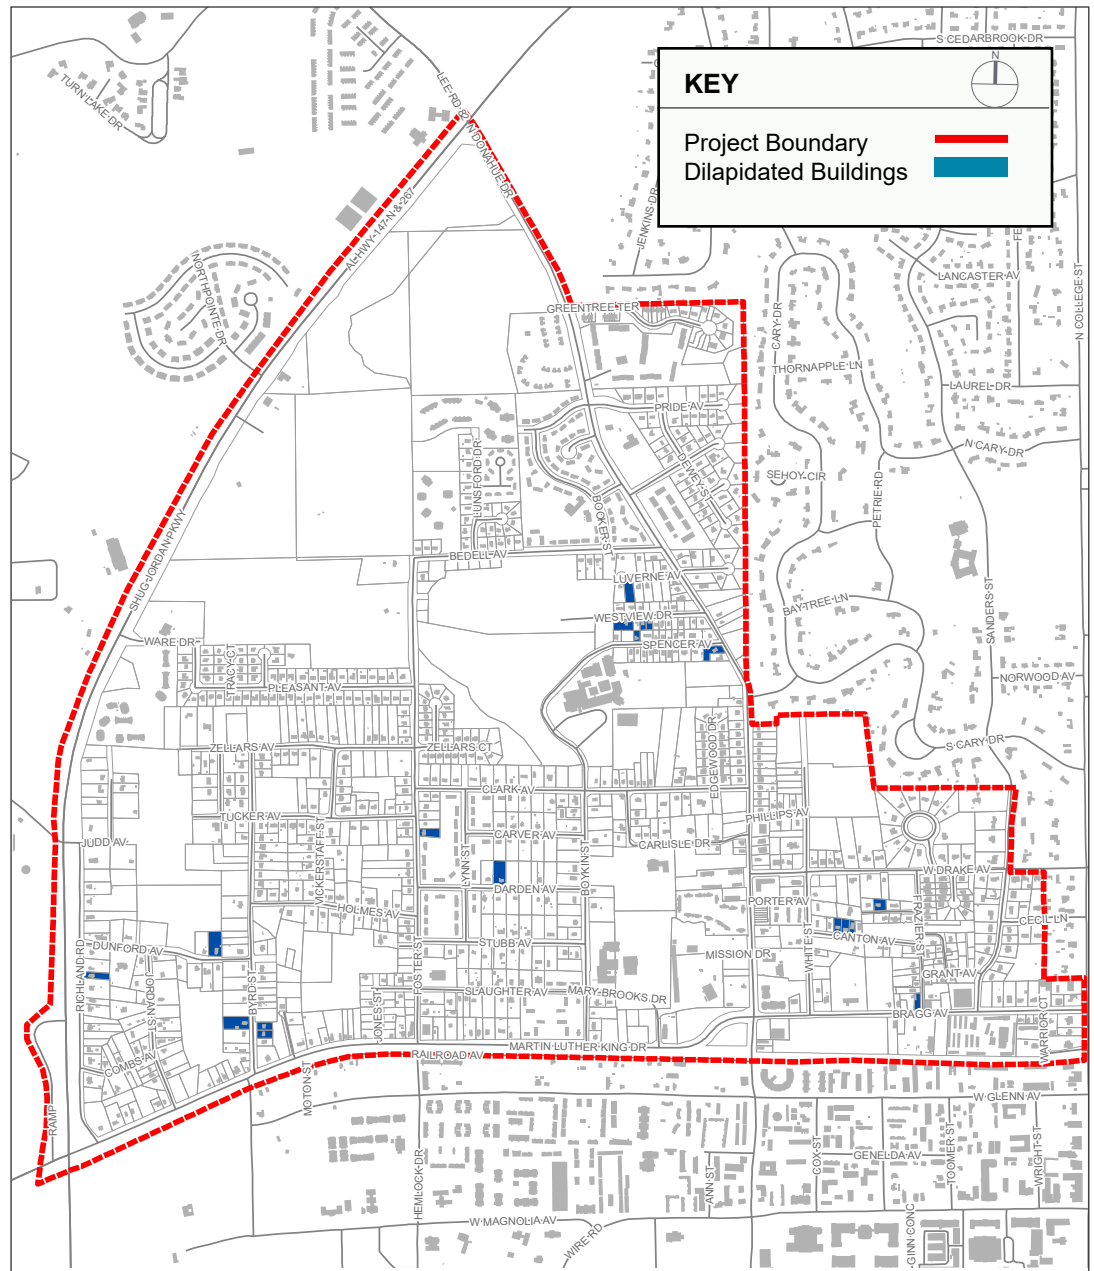 S CEDARBROOK DR
KEY
N
Project Boundary
Dilapidated Buildings
TURN LAKE DR
LEE RD 82
N DONAHUE DR
AL HWY-147-N & 267
JENKINS DR
NORTHPOINTE DR
LANCASTER AV
N COLLEGE ST
GREENTREE TER
CARY DR
THORNAPPLE LN
LAUREL DR
PRIDE AV
N CARY DR
LUNSFORD DR
DEWEY ST
SEHOY CIR
PETRIE RD
BOOKER ST
SHUG JORDAN PKWY
BEDELL AV
LUVERNE AV
BAY TREE LN
WESTVIEW DR
SANDERS ST
WARE DR
SPENCER AV
TRACY CT
PLEASANT AV
NORWOOD AV
ZELLARS AV
ZELLARS CT
EDGEWOOD DR
S CARY DR
CLARK AV
TUCKER AV
PHILLIPS AV
JUDD AV
CARVER AV
CARLISLE DR
VICKERSTAFF ST
LYNN ST
BOYKIN ST
W DRAKE AV
DARDEN AV
PORTER AV
HOLMES AV
FRAZIER ST
CECIL LN
DUNFORD AV
STUBB AV
WHITE ST
CANTON AV
MISSION DR
RICHLAND RD
JORDAN ST
BYRD ST
FOSTER ST
GRANT AV
SLAUGHTER AV
MARY BROOKS DR
JONES ST
BRAGG AV
WARRIOR CT
MARTIN LUTHER KING DR
RAILROAD AV
COMBS AV
MOTON ST
RAMP
W GLENN AV
HEMLOCK DR
ANN ST
COX ST
GENELDA AV
TOOMER ST
WRIGHT ST
W MAGNOLIA AV
WIRE RD
GINN CONC